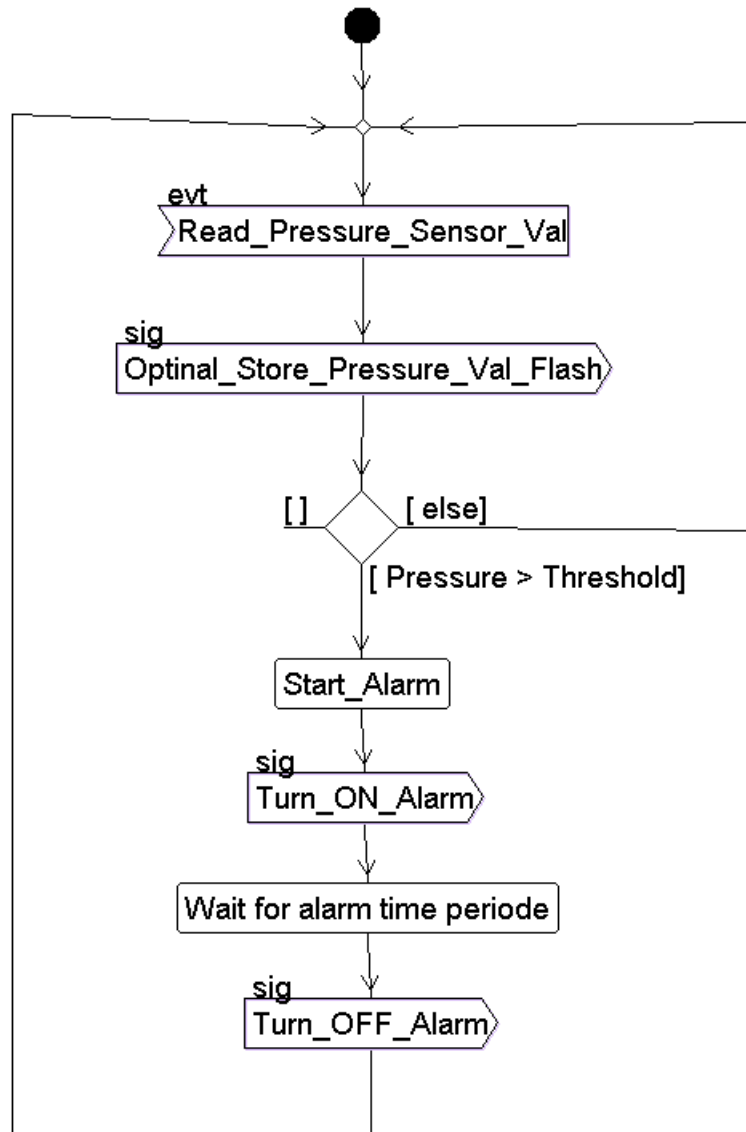 evt
Read_Pressure_Sensor_Val
sig
Optinal_Store_Pressure_Val_Flash
[ ] [ else]
[ Pressure > Threshold]
Start_Alarm
sig
Turn_ON_Alarm
Wait for alarm time periode
sig
Turn_OFF_Alarm